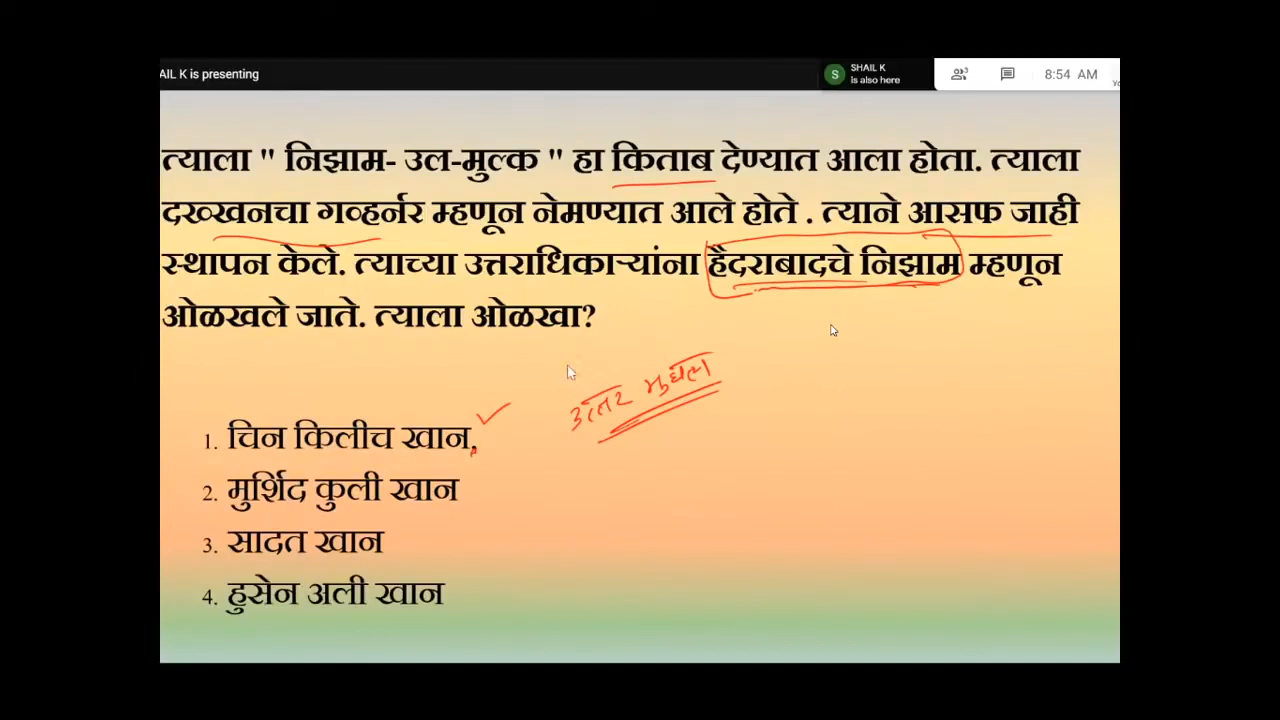 AIL K is presenting
S
SHAIL K
is also here
3
8:54 AM
त्याला " निझाम- उल-मुल्क " हा किताब देण्यात आला होता. त्याला
दख्खनचा गव्हर्नर म्हणून नेमण्यात आले होते . त्याने आसफ जाही
स्थापन केले. त्याच्या उत्तराधिकाऱ्यांना हैदराबादचे निझाम म्हणून
ओळखले जाते. त्याला ओळखा?
उत्तर मुघल
1. चिन किलीच खान,
2. मुर्शिद कुली खान
3. सादत खान
4. हुसेन अली खान